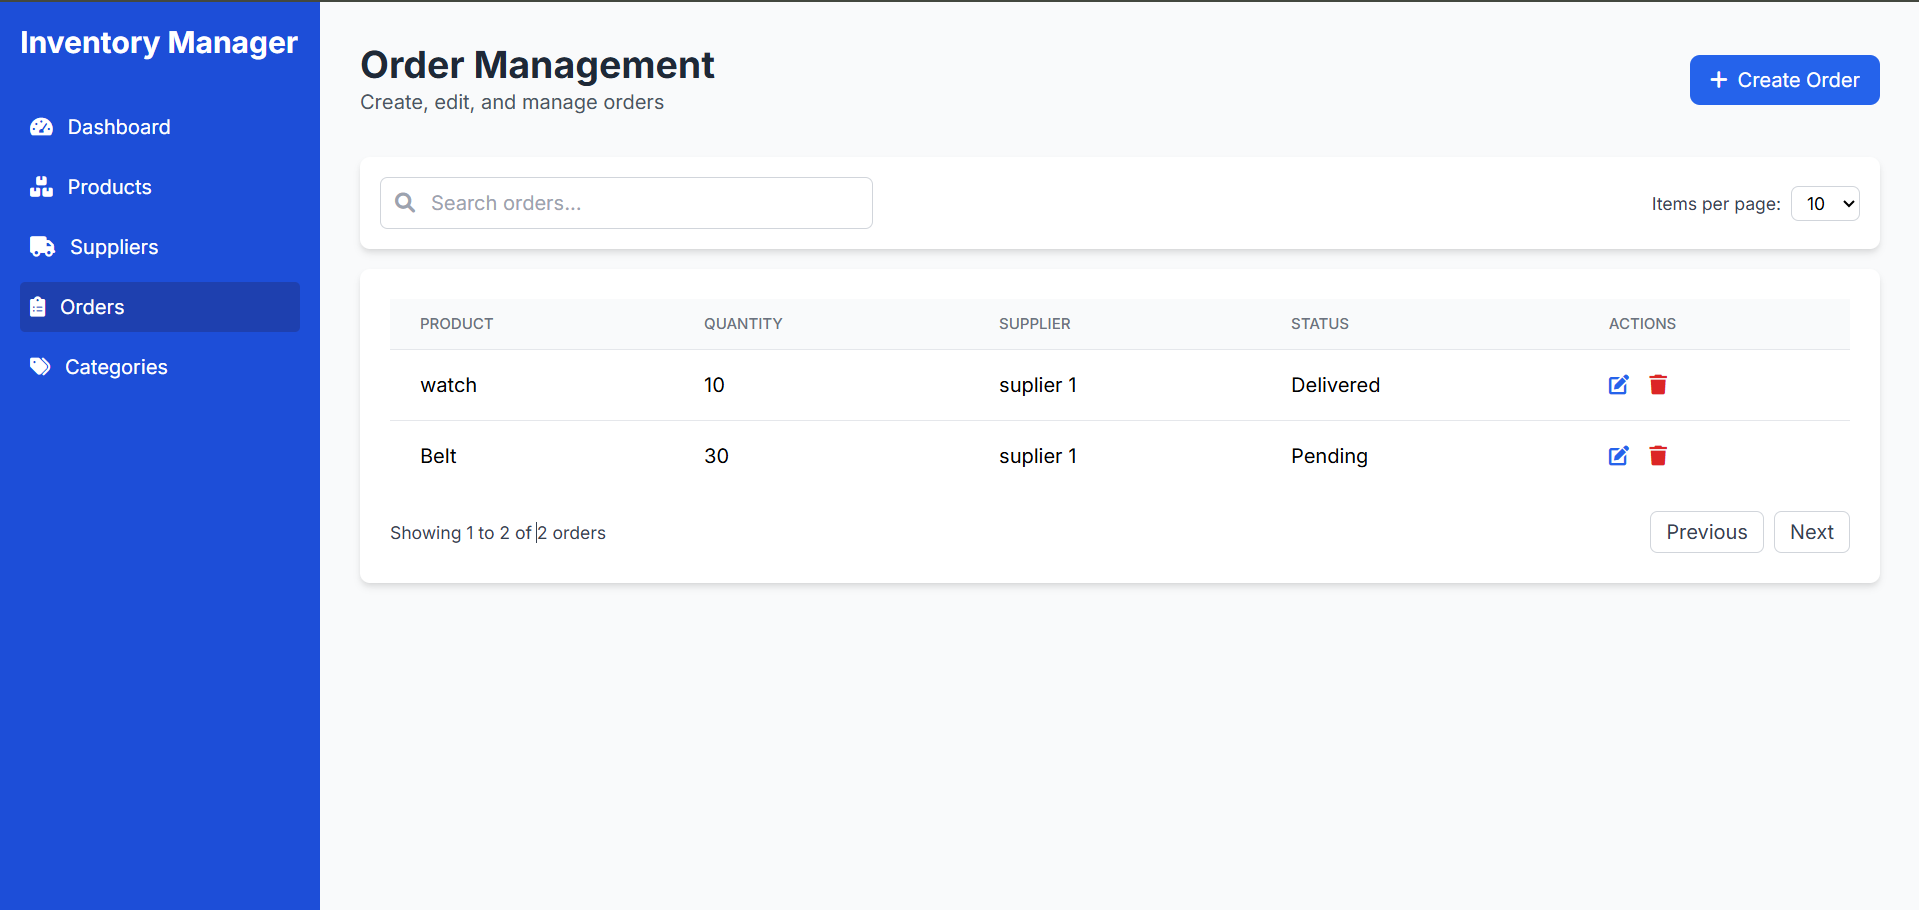 Inventory Manager
Dashboard
Products
Suppliers
Orders
Categories
Order Management
Create, edit, and manage orders
Create Order
Search orders...
Items per page: 10
PRODUCT QUANTITY SUPPLIER STATUS ACTIONS
watch 10 suplier 1 Delivered
Belt 30 suplier 1 Pending
Showing 1 to 2 of 2 orders
Previous Next